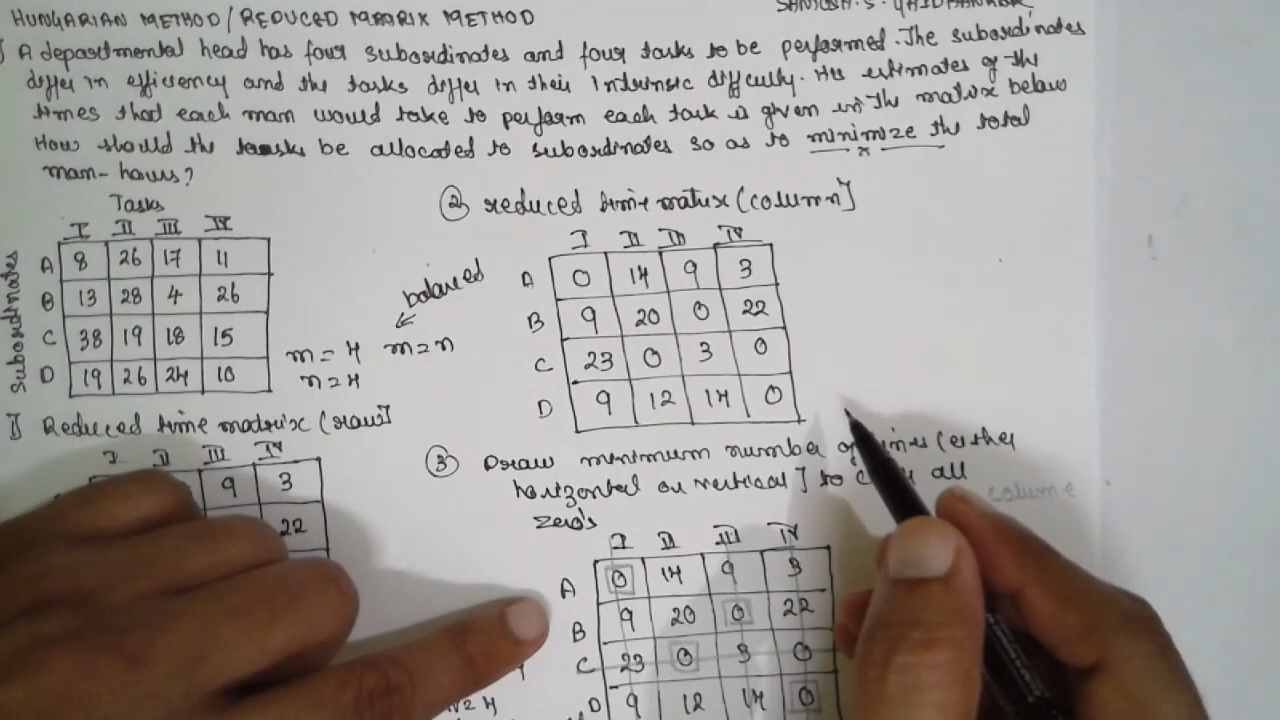 HUNGARIAN METHOD/REDUCED MATRIX METHOD
A departmental head has four subordinates and four tasks to be performed. The subordinates
differ in efficiency and the tasks differ in their Intrinsic difficulty. His estimates of the
times that each man would take to perform each task is given in the matrix below
How should the tasks be allocated to subordinates so as to minimize the total
man-hours?
Tasks
I II III IV
Subordinates
A 8 26 17 11
B 13 28 4 26
C 38 19 18 15
D 19 26 24 10
m = 4
n = 4
m = n
balanced
1] Reduced time matrix (row]
I II III IV
9 3
22
② reduced time matrix (column]
I II III IV
A 0 14 9 3
B 9 20 0 22
C 23 0 3 0
D 9 12 14 0
③ Draw minimum number of lines (either
horizontal or vertical] to all
zero's
colume
I II III IV
A 0 14 9 3
B 9 20 0 22
C 23 0 3 0
D 9 12 14 0